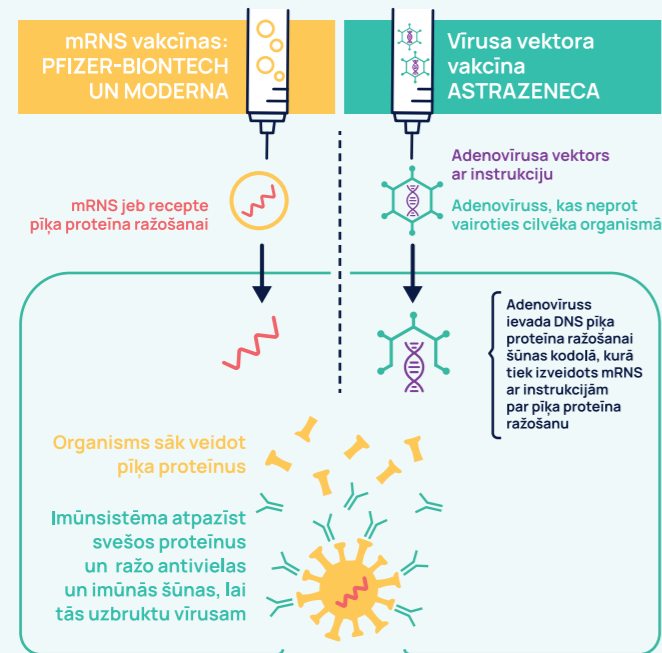 mRNS vakcīnas:
PFIZER-BIONTECH
UN MODERNA
Vīrusa vektora
vakcīna
ASTRAZENECA
mRNS jeb recepte
pīķa proteīna ražošanai
Adenovīrusa vektors
ar instrukciju
Adenovīruss, kas neprot
vairoties cilvēka organismā
Adenovīruss
ievada DNS pīķa
proteīna ražošanai
šūnas kodolā, kurā
tiek izveidots mRNS
ar instrukcijām
par pīķa proteīna
ražošanu
Organisms sāk veidot
pīķa proteīnus
Imūnsistēma atpazīst
svešos proteīnus
un ražo antivielas
un imūnās šūnas, lai
tās uzbruktu vīrusam